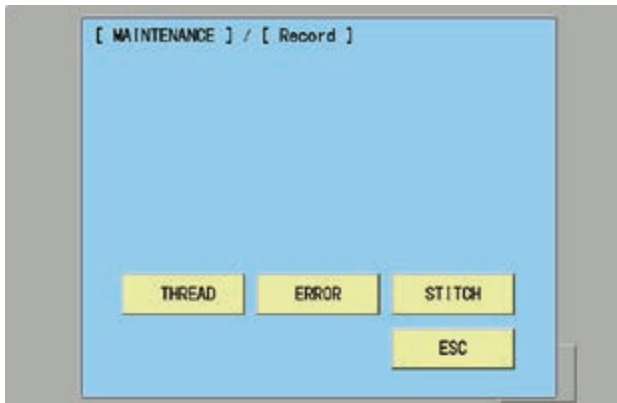 [ MAINTENANCE ] / [ Record ]
THREAD ERROR STITCH
ESC